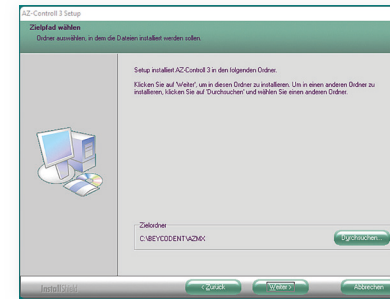 AZ-Control 3 Setup
Zielpfad wählen
Ordner auswählen, in dem die Dateien installiert werden sollen.
Setup installiert AZ-Control 3 in den folgenden Ordner.
Klicken Sie auf 'Weiter', um in diesen Ordner zu installieren. Um in einen anderen Ordner zu
installieren, klicken Sie auf 'Durchsuchen' und wählen Sie einen anderen Ordner.
Zielordner
C:\BEYCODENT\AZMX
Durchsuchen...
InstallShield
< Zurück
Weiter >
Abbrechen